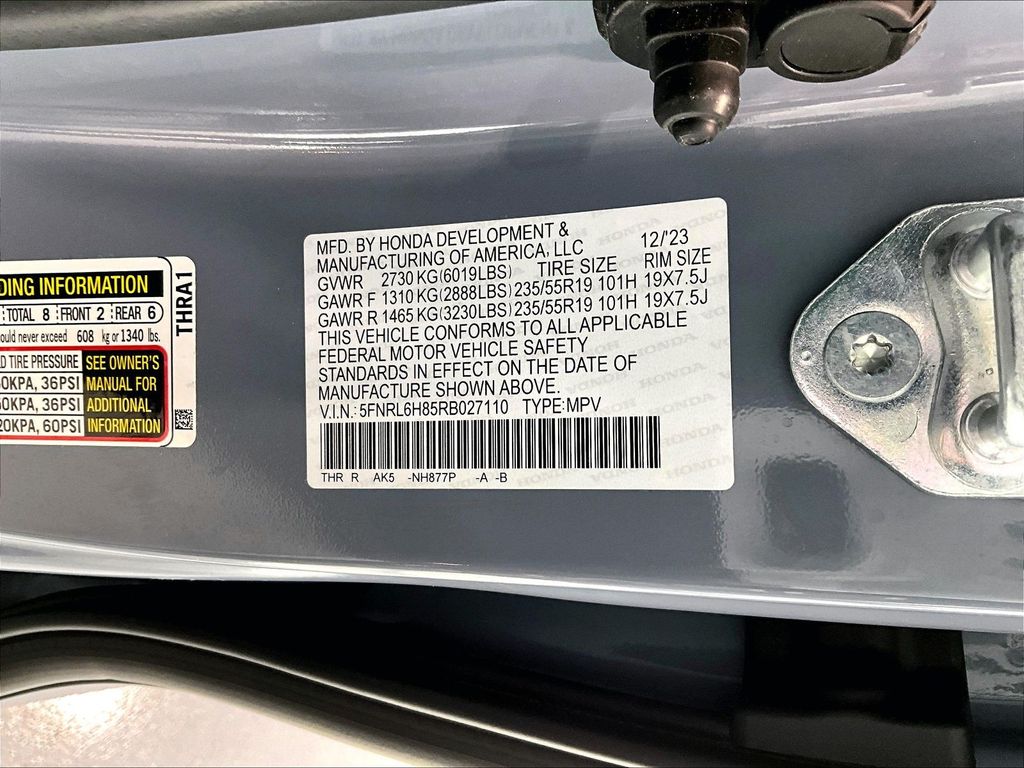 MFD. BY HONDA DEVELOPMENT &
MANUFACTURING OF AMERICA, LLC 12/'23
GVWR 2730 KG(6019LBS) TIRE SIZE RIM SIZE
GAWR F 1310 KG(2888LBS) 235/55R19 101H 19X7.5J
GAWR R 1465 KG(3230LBS) 235/55R19 101H 19X7.5J
THIS VEHICLE CONFORMS TO ALL APPLICABLE
FEDERAL MOTOR VEHICLE SAFETY
STANDARDS IN EFFECT ON THE DATE OF
MANUFACTURE SHOWN ABOVE.
V.I.N.: 5FNRL6H85RB027110 TYPE:MPV
THR R AK5 -NH877P -A -B
DING INFORMATION
TOTAL 8 FRONT 2 REAR 6
ould never exceed 608 kg or 1340 lbs.
D TIRE PRESSURE
0KPA, 36PSI
0KPA, 36PSI
20KPA, 60PSI
SEE OWNER'S
MANUAL FOR
ADDITIONAL
INFORMATION
THRA1